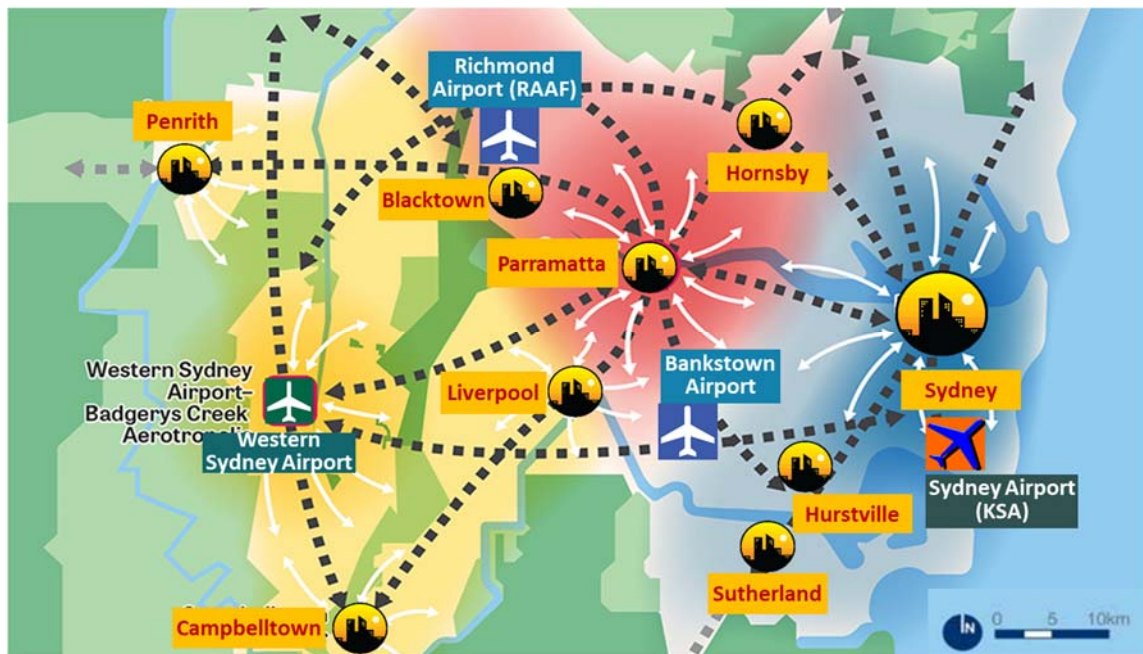 Richmond
Airport (RAAF)
Penrith
Blacktown
Hornsby
Parramatta
Western Sydney
Airport–
Badgerys Creek
Western
Sydney Airport
Liverpool
Bankstown
Airport
Sydney
Sydney Airport
(KSA)
Hurstville
Sutherland
Campbelltown
N
0 5 10km